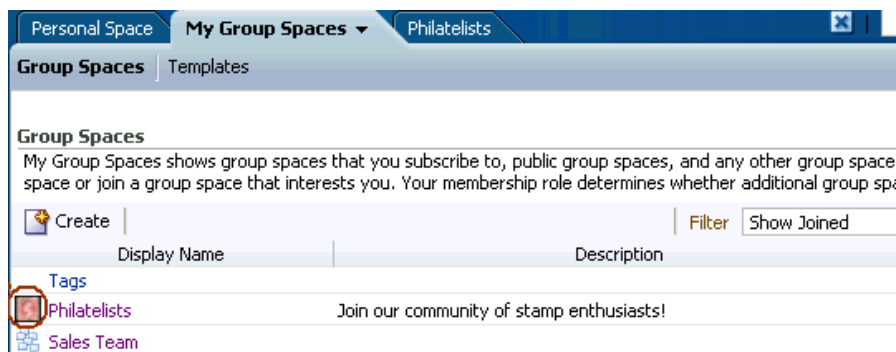 Personal Space My Group Spaces Philatelists
Group Spaces Templates
Group Spaces
My Group Spaces shows group spaces that you subscribe to, public group spaces, and any other group space
space or join a group space that interests you. Your membership role determines whether additional group spa
Create Filter Show Joined
Display Name Description
Tags
Philatelists Join our community of stamp enthusiasts!
Sales Team